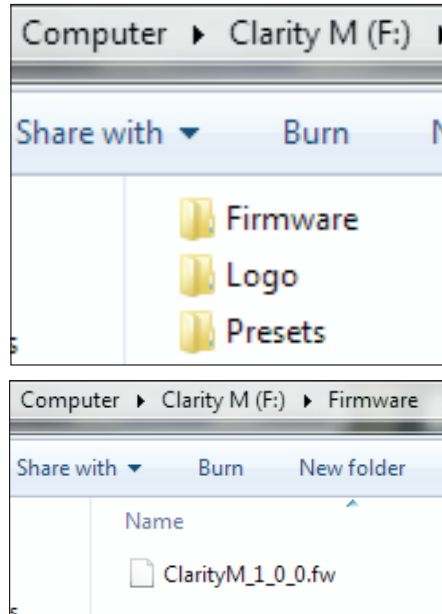 Computer ▸ Clarity M (F:) ▸
Share with ▾ Burn
Firmware
Logo
Presets
s
Computer ▸ Clarity M (F:) ▸ Firmware
Share with ▾ Burn New folder
Name
ClarityM_1_0_0.fw